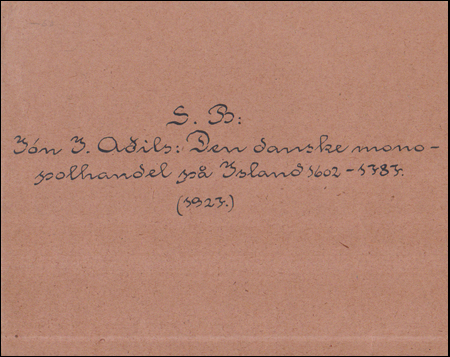 S. B:
Jón J. Aðils: Den danske mono-
polhandel på Island 1602-1787.
(1927.)